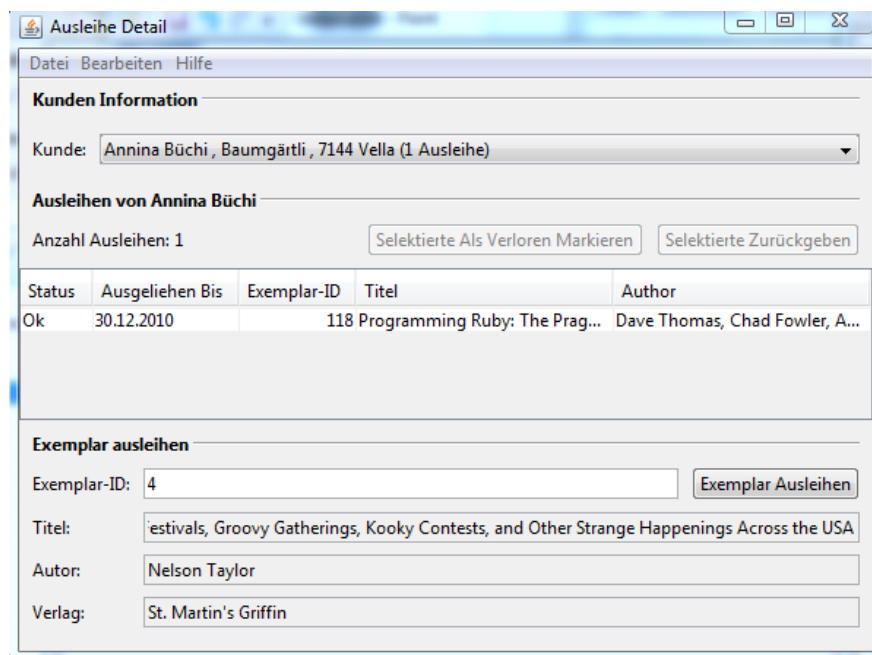 Ausleihe Detail
Datei Bearbeiten Hilfe
Kunden Information
Kunde: Annina Büchi , Baumgärtli , 7144 Vella (1 Ausleihe)
Ausleihen von Annina Büchi
Anzahl Ausleihen: 1 Selektierte Als Verloren Markieren Selektierte Zurückgeben
Status Ausgeliehen Bis Exemplar-ID Titel Author
Ok 30.12.2010 118 Programming Ruby: The Prag... Dave Thomas, Chad Fowler, A...
Exemplar ausleihen
Exemplar-ID: 4 Exemplar Ausleihen
Titel: estivals, Groovy Gatherings, Kooky Contests, and Other Strange Happenings Across the USA
Autor: Nelson Taylor
Verlag: St. Martin's Griffin